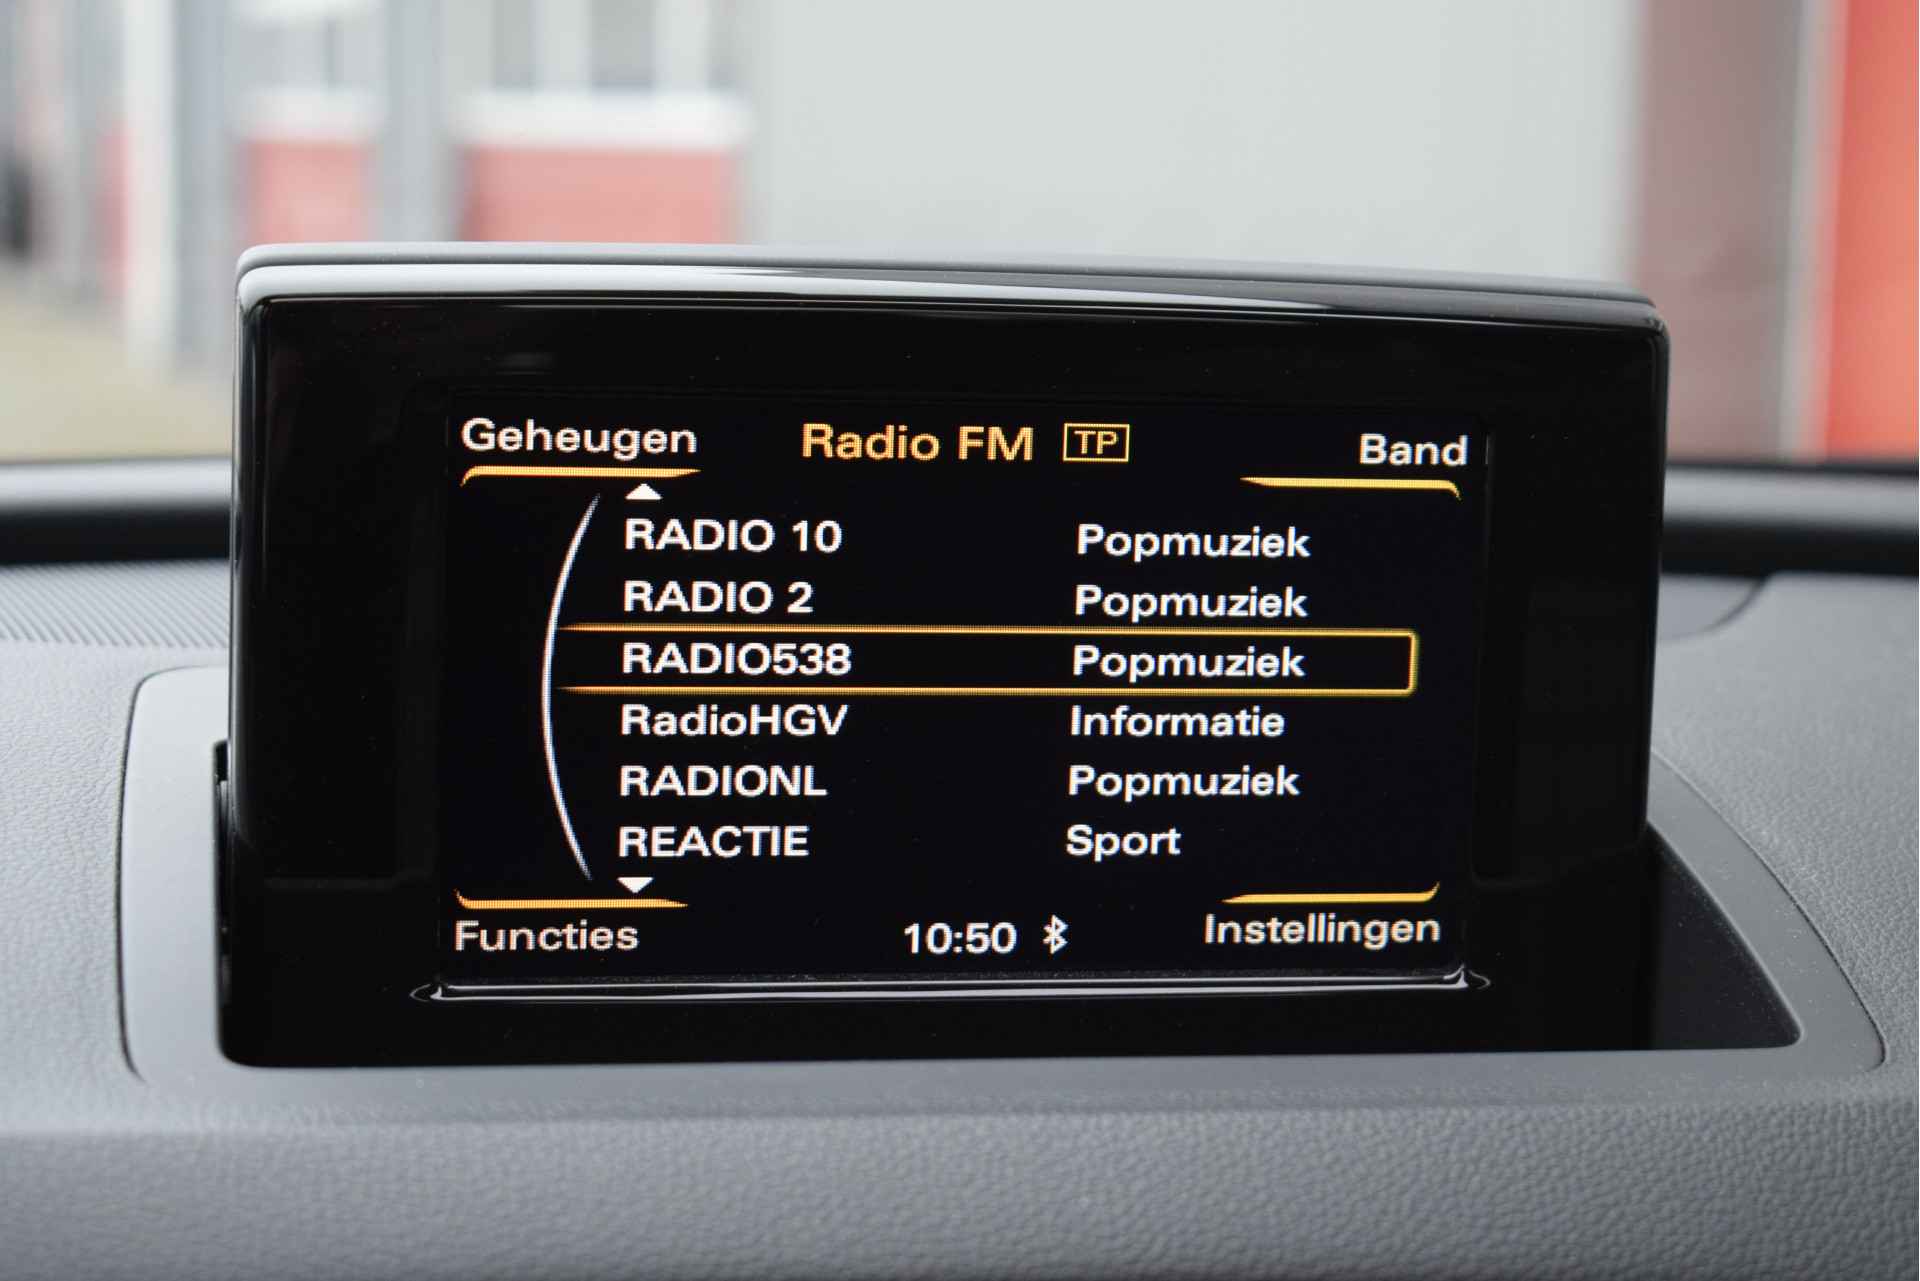 Geheugen Radio FM TP Band
RADIO 10 Popmuziek
RADIO 2 Popmuziek
RADIO538 Popmuziek
RadioHGV Informatie
RADIONL Popmuziek
REACTIE Sport
Functies 10:50 Instellingen